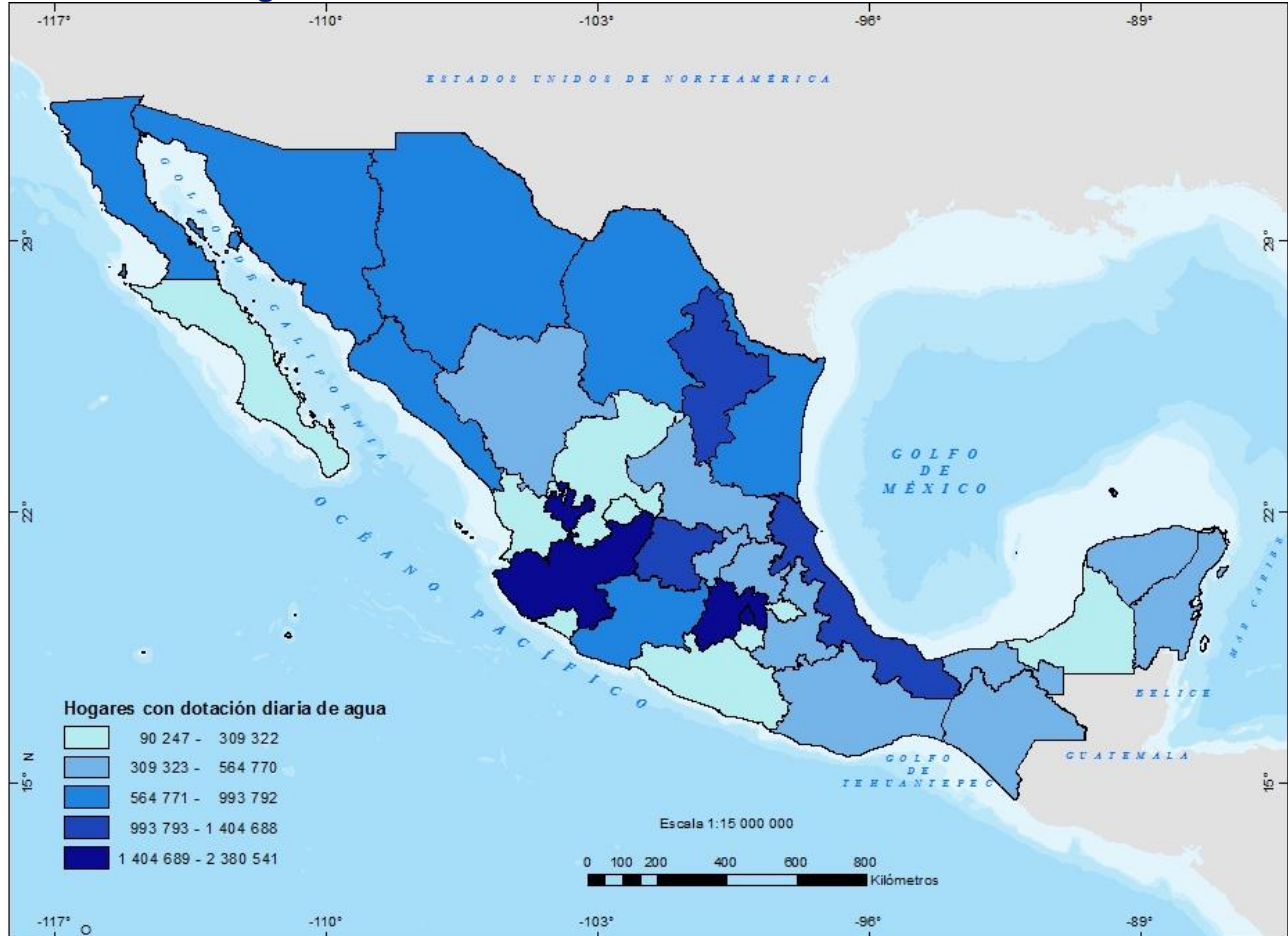 -117° -110° -103° -96° -89°
ESTADOS UNIDOS DE NORTEAMÉRICA
29° 29°
GOLFO DE CALIFORNIA
GOLFO
DE
MÉXICO
22° 22°
OCÉANO PACÍFICO
MAR CARIBE
BELICE
GUATEMALA
GOLFO
DE
TEHUANTEPEC
Hogares con dotación diaria de agua
90 247 - 309 322
309 323 - 564 770
564 771 - 993 792
993 793 - 1 404 688
1 404 689 - 2 380 541
15° N 15°
Escala 1:15 000 000
0 100 200 400 600 800
Kilómetros
-117° -110° -103° -96° -89°
O